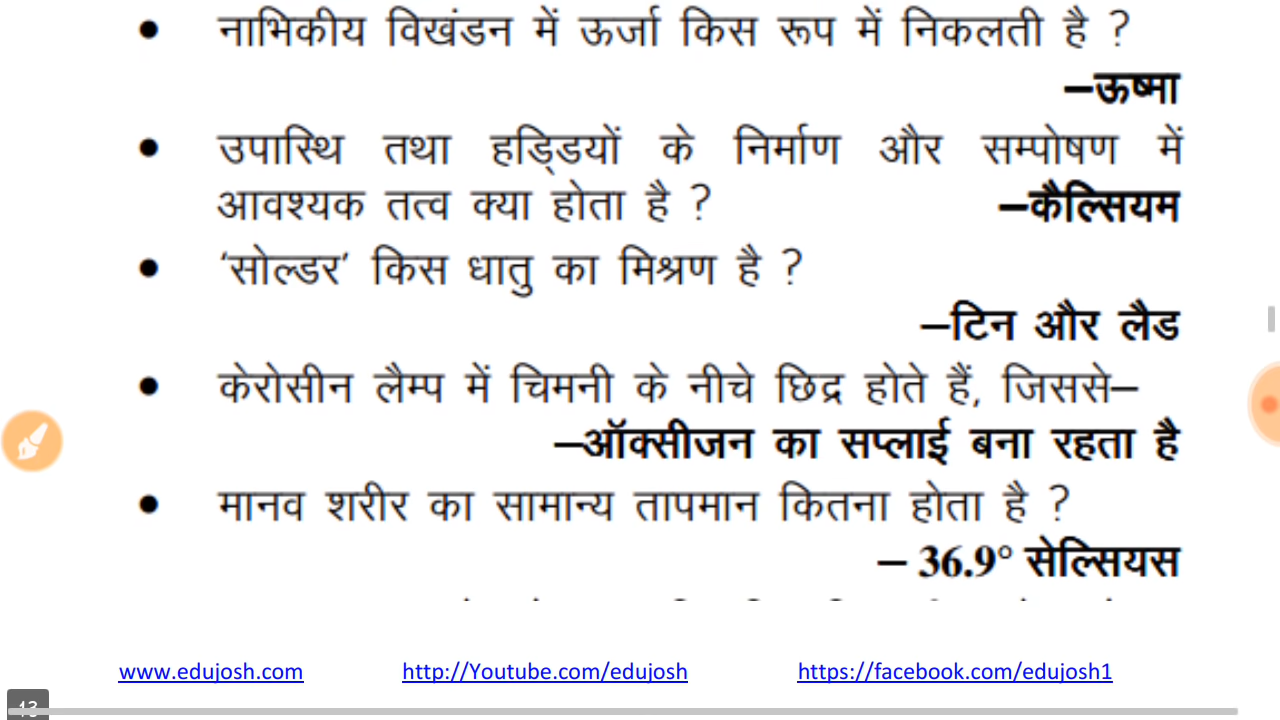 • नाभिकीय विखंडन में ऊर्जा किस रूप में निकलती है ?
–ऊष्मा
• उपास्थि तथा हड्डियों के निर्माण और सम्पोषण में
आवश्यक तत्व क्या होता है ? –कैल्सियम
• ‘सोल्डर’ किस धातु का मिश्रण है ?
–टिन और लैड
• केरोसीन लैम्प में चिमनी के नीचे छिद्र होते हैं, जिससे–
–ऑक्सीजन का सप्लाई बना रहता है
• मानव शरीर का सामान्य तापमान कितना होता है ?
– 36.9° सेल्सियस
www.edujosh.com http://Youtube.com/edujosh https://facebook.com/edujosh1